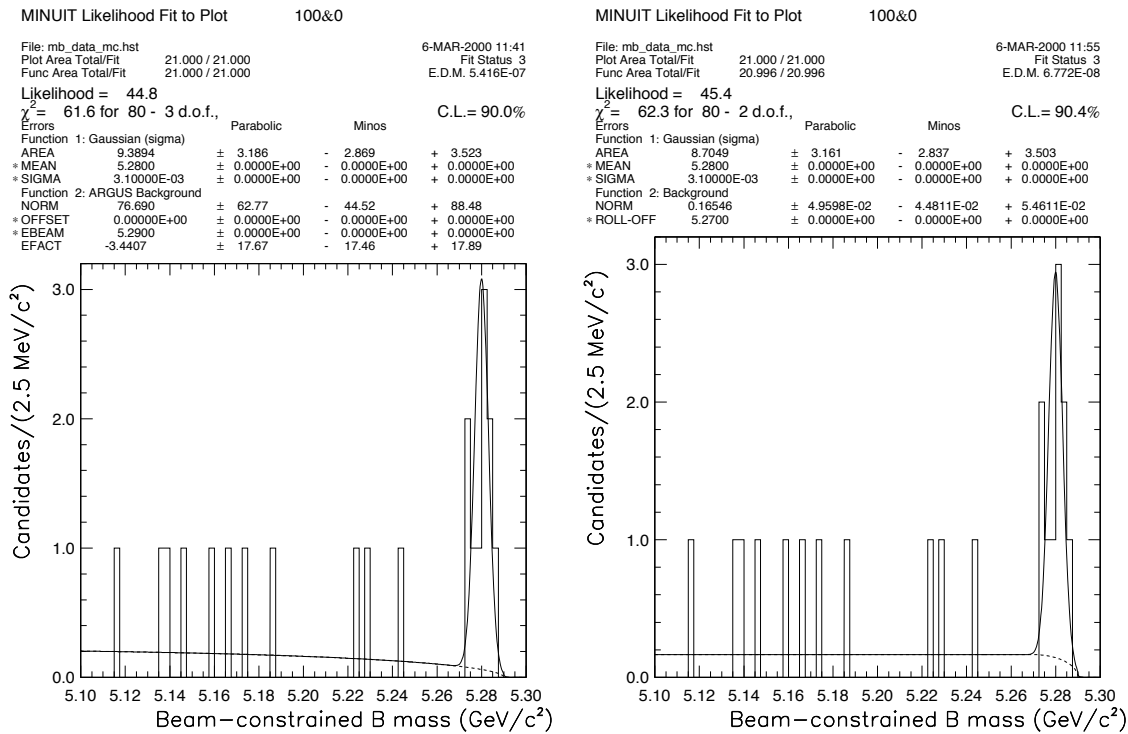 MINUIT Likelihood Fit to Plot 100&0
File: mb_data_mc.hst 6-MAR-2000 11:41
Plot Area Total/Fit 21.000 / 21.000 Fit Status 3
Func Area Total/Fit 21.000 / 21.000 E.D.M. 5.416E-07
Likelihood = 44.8
χ²= 61.6 for 80 - 3 d.o.f., C.L.= 90.0%
Errors Parabolic Minos
Function 1: Gaussian (sigma)
AREA 9.3894 ± 3.186 - 2.869 + 3.523
* MEAN 5.2800 ± 0.0000E+00 - 0.0000E+00 + 0.0000E+00
* SIGMA 3.10000E-03 ± 0.0000E+00 - 0.0000E+00 + 0.0000E+00
Function 2: ARGUS Background
NORM 76.690 ± 62.77 - 44.52 + 88.48
* OFFSET 0.00000E+00 ± 0.0000E+00 - 0.0000E+00 + 0.0000E+00
* EBEAM 5.2900 ± 0.0000E+00 - 0.0000E+00 + 0.0000E+00
EFACT -3.4407 ± 17.67 - 17.46 + 17.89
Candidates/(2.5 MeV/c²)
3.0
2.0
1.0
0.0
5.10 5.12 5.14 5.16 5.18 5.20 5.22 5.24 5.26 5.28 5.30
Beam-constrained B mass (GeV/c²)
MINUIT Likelihood Fit to Plot 100&0
File: mb_data_mc.hst 6-MAR-2000 11:55
Plot Area Total/Fit 21.000 / 21.000 Fit Status 3
Func Area Total/Fit 20.996 / 20.996 E.D.M. 6.772E-08
Likelihood = 45.4
χ²= 62.3 for 80 - 2 d.o.f., C.L.= 90.4%
Errors Parabolic Minos
Function 1: Gaussian (sigma)
AREA 8.7049 ± 3.161 - 2.837 + 3.503
* MEAN 5.2800 ± 0.0000E+00 - 0.0000E+00 + 0.0000E+00
* SIGMA 3.10000E-03 ± 0.0000E+00 - 0.0000E+00 + 0.0000E+00
Function 2: Background
NORM 0.16546 ± 4.9598E-02 - 4.4811E-02 + 5.4611E-02
* ROLL-OFF 5.2700 ± 0.0000E+00 - 0.0000E+00 + 0.0000E+00
Candidates/(2.5 MeV/c²)
3.0
2.0
1.0
0.0
5.10 5.12 5.14 5.16 5.18 5.20 5.22 5.24 5.26 5.28 5.30
Beam-constrained B mass (GeV/c²)